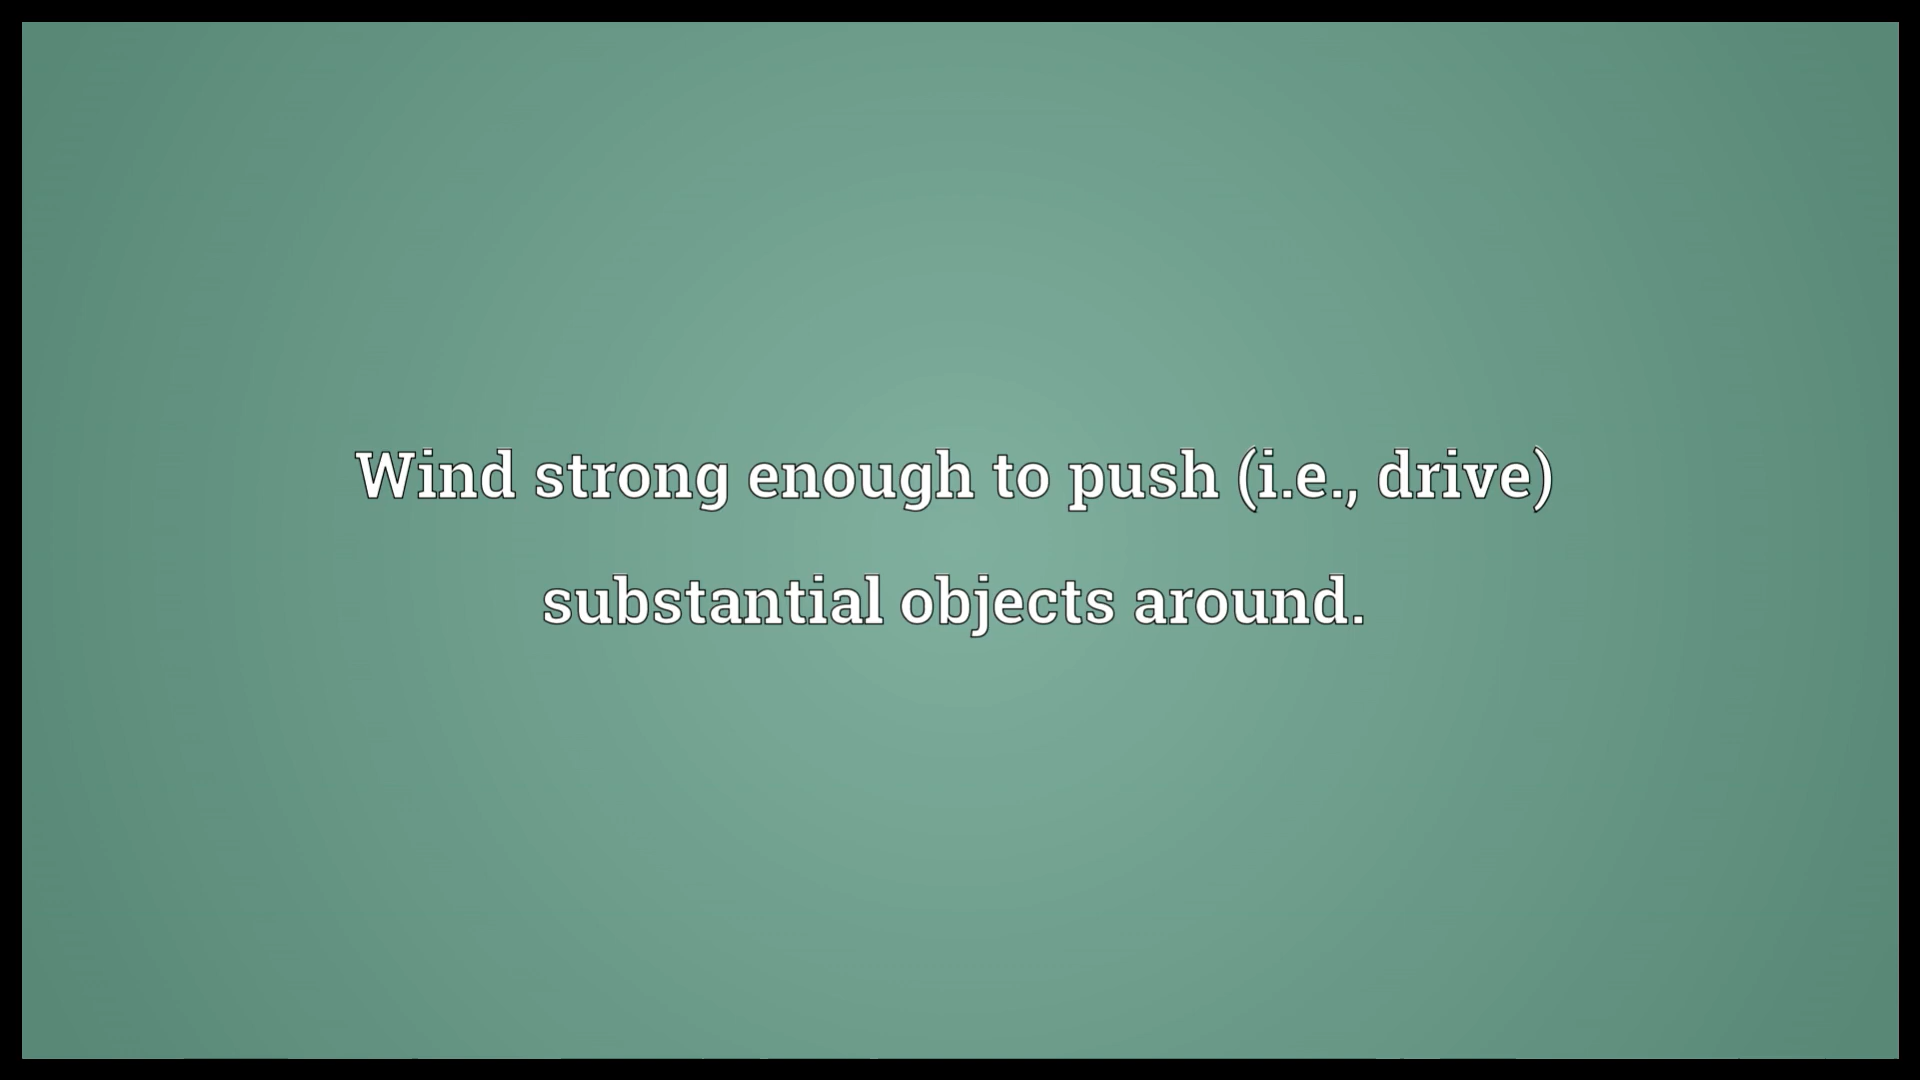 Wind strong enough to push (i.e., drive)
substantial objects around.